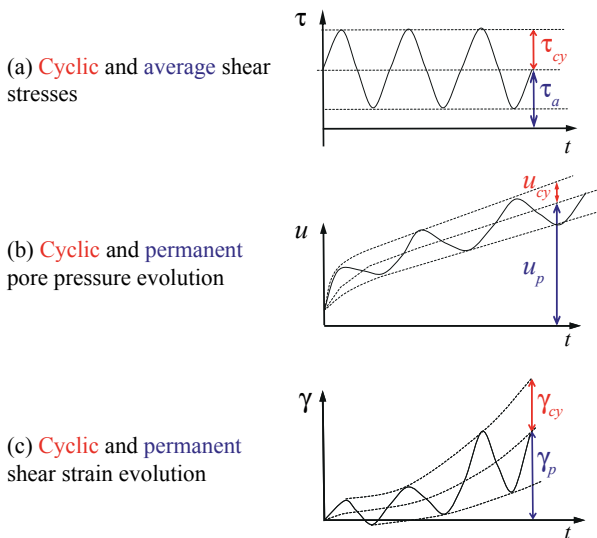 τ
(a) Cyclic and average shear
stresses
τcy
τa
t
(b) Cyclic and permanent
pore pressure evolution
u
ucy
up
t
(c) Cyclic and permanent
shear strain evolution
γ
γcy
γp
t